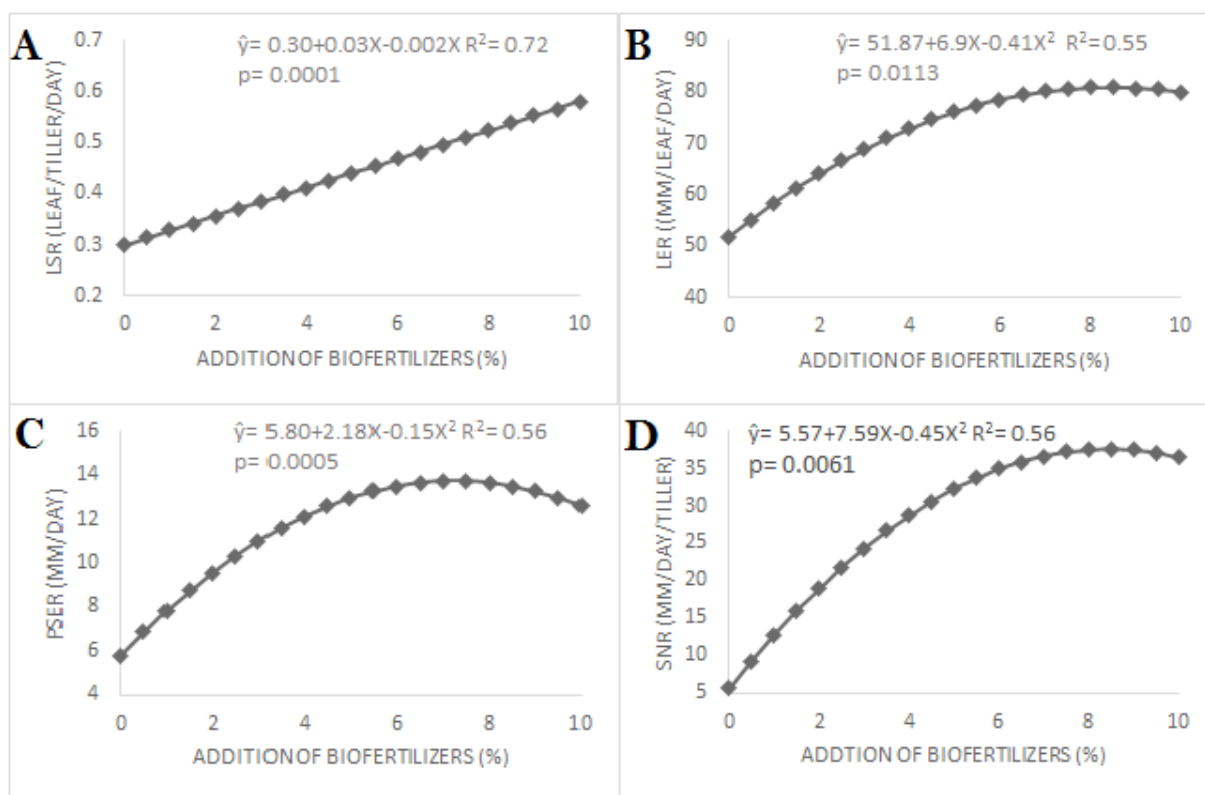 A
ŷ= 0.30+0.03X-0.002X R²= 0.72
p= 0.0001
LSR (LEAF/TILLER/DAY)
0.7
0.6
0.5
0.4
0.3
0.2
0 2 4 6 8 10
ADDITION OF BIOFERTILIZERS (%)
B
ŷ= 51.87+6.9X-0.41X² R²= 0.55
p= 0.0113
LER ((MM/LEAF/DAY)
90
80
70
60
50
40
0 2 4 6 8 10
ADDITION OF BIOFERTILIZERS (%)
C
ŷ= 5.80+2.18X-0.15X² R²= 0.56
p= 0.0005
PSER (MM/DAY)
16
14
12
10
8
6
4
0 2 4 6 8 10
ADDITION OF BIOFERTILIZERS (%)
D
ŷ= 5.57+7.59X-0.45X² R²= 0.56
p= 0.0061
SNR (MM/DAY/TILLER)
40
35
30
25
20
15
10
5
0 2 4 6 8 10
ADDTION OF BIOFERTILIZERS (%)